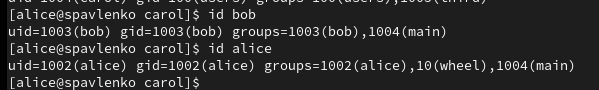 [alice@spavlenko carol]$ id bob
uid=1003(bob) gid=1003(bob) groups=1003(bob),1004(main)
[alice@spavlenko carol]$ id alice
uid=1002(alice) gid=1002(alice) groups=1002(alice),10(wheel),1004(main)
[alice@spavlenko carol]$